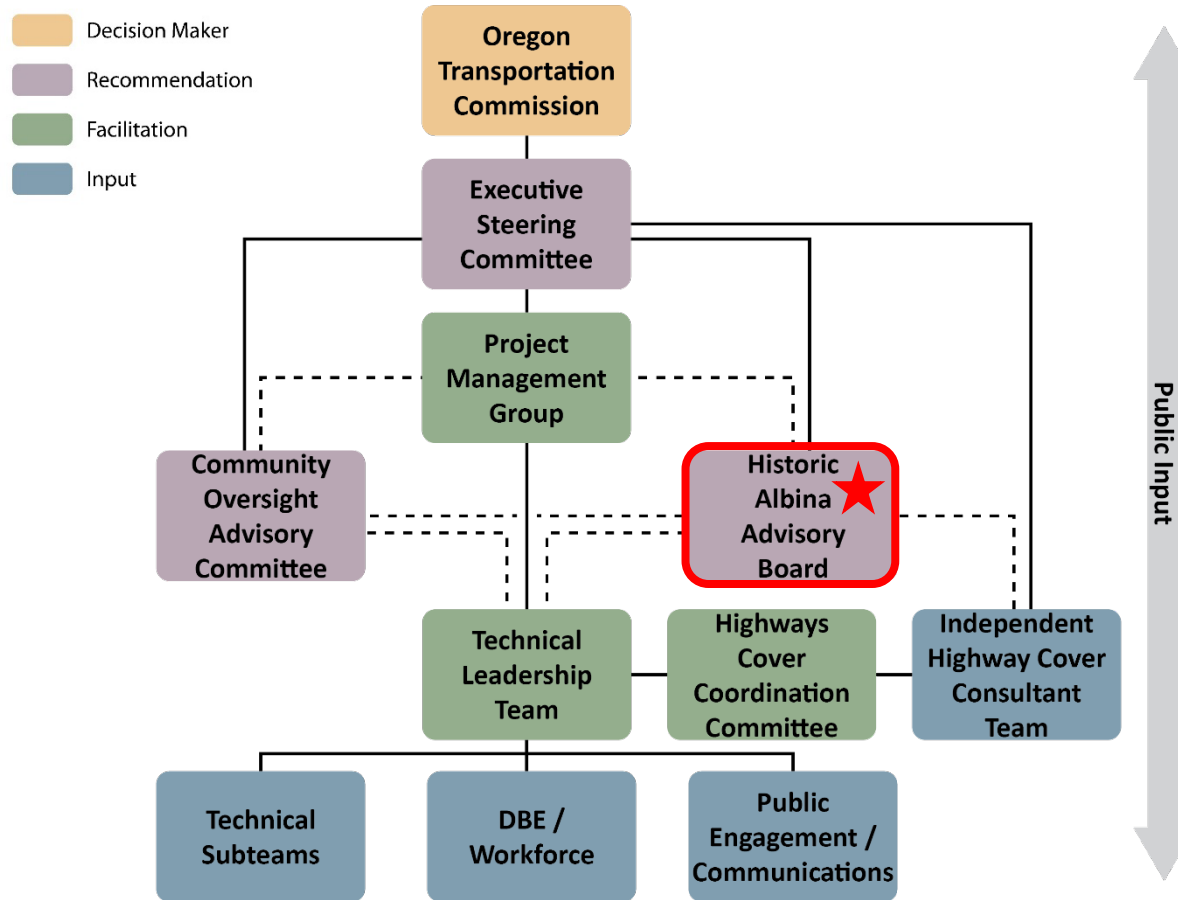 Decision Maker
Recommendation
Facilitation
Input
Oregon
Transportation
Commission
Executive
Steering
Committee
Project
Management
Group
Community
Oversight
Advisory
Committee
Historic
Albina
Advisory
Board
Technical
Leadership
Team
Highways
Cover
Coordination
Committee
Independent
Highway Cover
Consultant
Team
Technical
Subteams
DBE /
Workforce
Public
Engagement /
Communications
Public Input